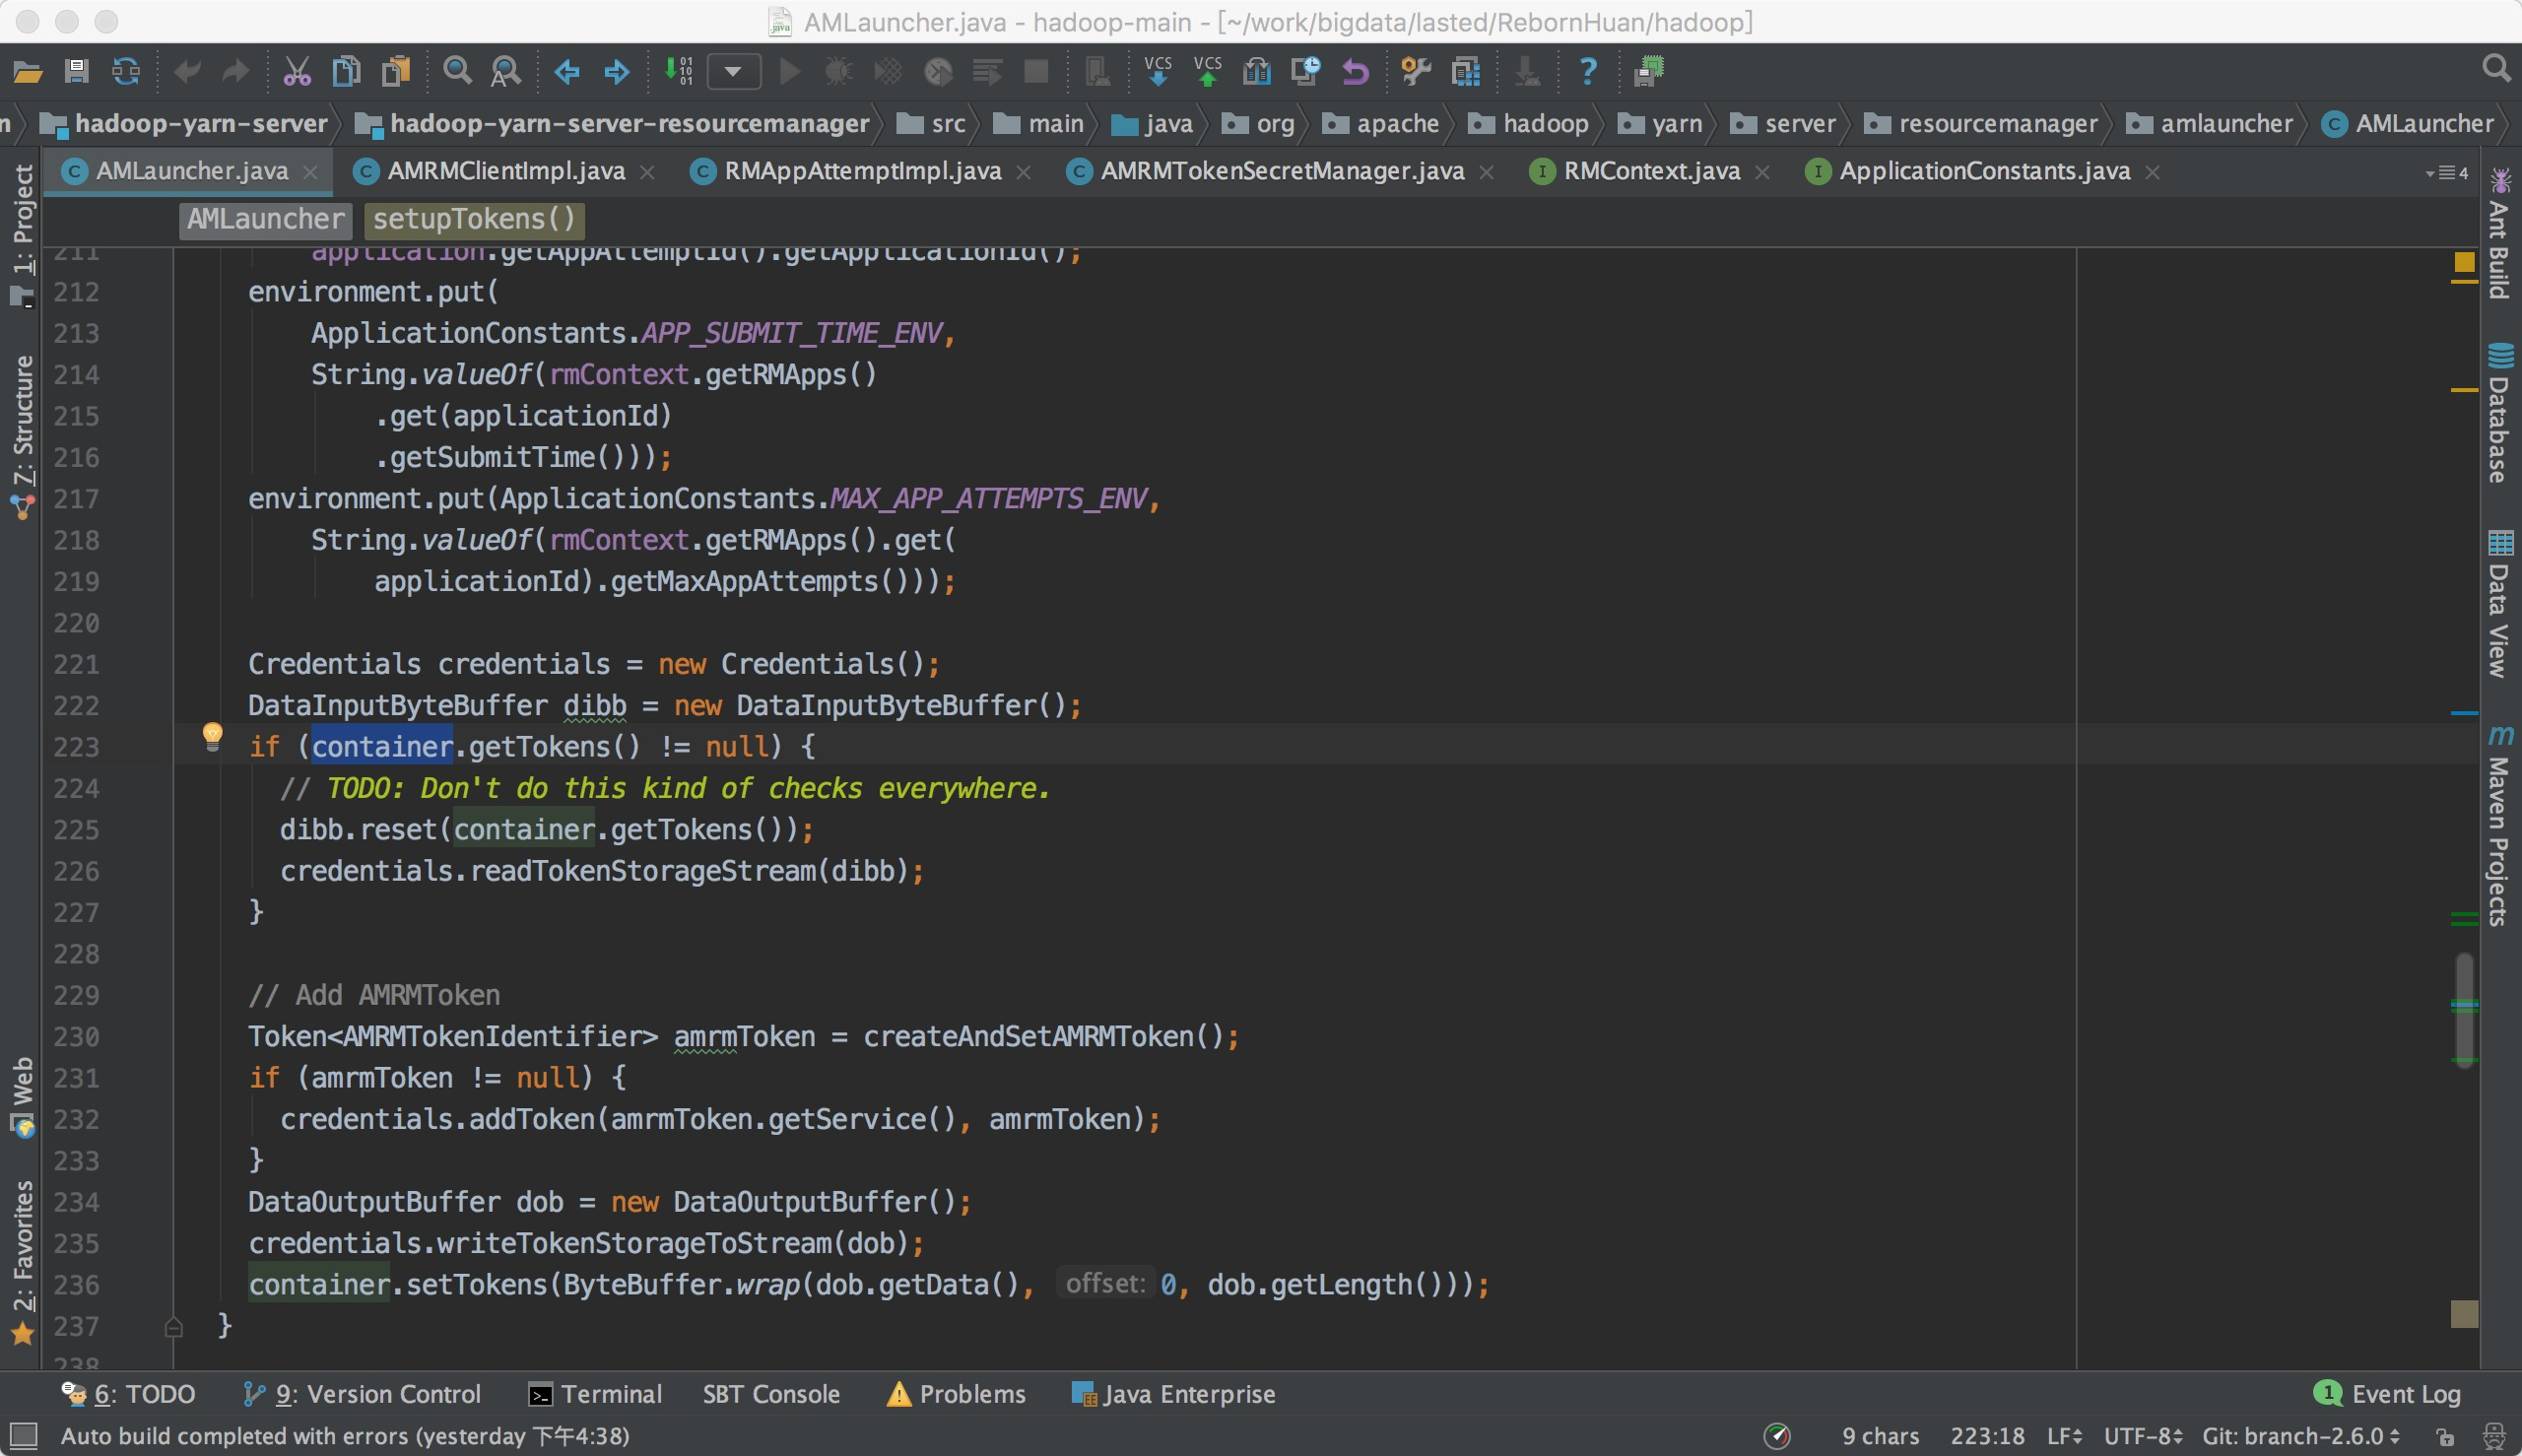 AMLauncher.java - hadoop-main - [~/work/bigdata/lasted/RebornHuan/hadoop]
VCS VCS ?
n hadoop-yarn-server hadoop-yarn-server-resourcemanager src main java org apache hadoop yarn server resourcemanager amlauncher AMLauncher
AMLauncher.java AMRMClientImpl.java RMAppAttemptImpl.java AMRMTokenSecretManager.java RMContext.java ApplicationConstants.java 4
AMLauncher setupTokens()
1: Project
7: Structure
Web
2: Favorites
211 application.getAppAttemptId().getApplicationId();
212 environment.put(
213 ApplicationConstants.APP_SUBMIT_TIME_ENV,
214 String.valueOf(rmContext.getRMApps()
215 .get(applicationId)
216 .getSubmitTime()));
217 environment.put(ApplicationConstants.MAX_APP_ATTEMPTS_ENV,
218 String.valueOf(rmContext.getRMApps().get(
219 applicationId).getMaxAppAttempts()));
220
221 Credentials credentials = new Credentials();
222 DataInputByteBuffer dibb = new DataInputByteBuffer();
223 if (container.getTokens() != null) {
224 // TODO: Don't do this kind of checks everywhere.
225 dibb.reset(container.getTokens());
226 credentials.readTokenStorageStream(dibb);
227 }
228
229 // Add AMRMToken
230 Token<AMRMTokenIdentifier> amrmToken = createAndSetAMRMToken();
231 if (amrmToken != null) {
232 credentials.addToken(amrmToken.getService(), amrmToken);
233 }
234 DataOutputBuffer dob = new DataOutputBuffer();
235 credentials.writeTokenStorageToStream(dob);
236 container.setTokens(ByteBuffer.wrap(dob.getData(), offset: 0, dob.getLength()));
237 }
238
Ant Build
Database
Data View
Maven Projects
6: TODO 9: Version Control Terminal SBT Console Problems Java Enterprise 1 Event Log
Auto build completed with errors (yesterday 下午4:38) 9 chars 223:18 LF UTF-8 Git: branch-2.6.0